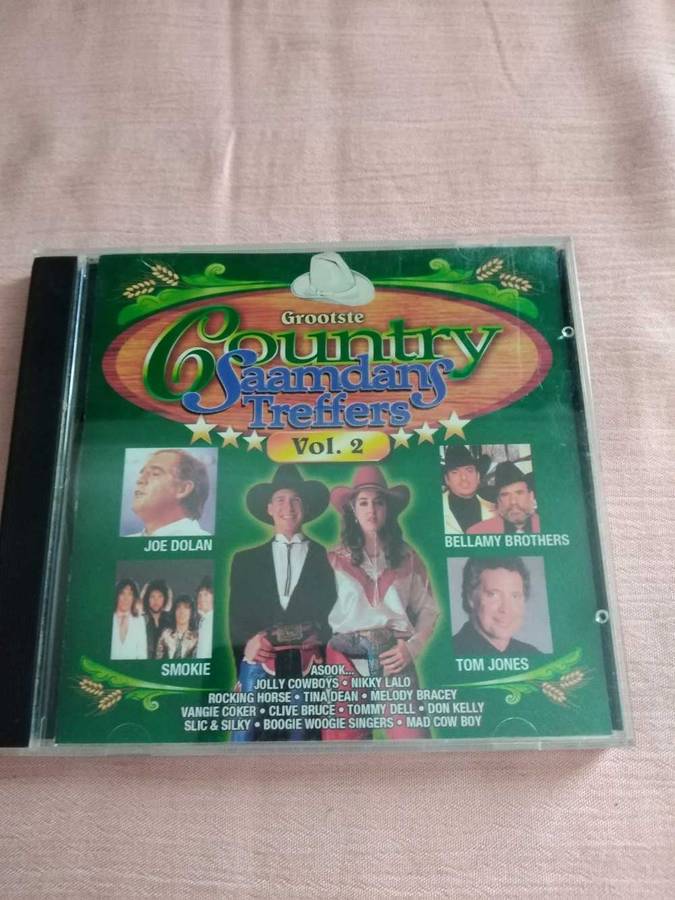 Grootste
Country
Saamdans
Treffers
Vol. 2
JOE DOLAN
BELLAMY BROTHERS
SMOKIE
TOM JONES
ASOOK...
JOLLY COWBOYS • NIKKY LALO
ROCKING HORSE • TINA DEAN • MELODY BRACEY
VANGIE COKER • CLIVE BRUCE • TOMMY DELL • DON KELLY
SLIC & SILKY • BOOGIE WOOGIE SINGERS • MAD COW BOY